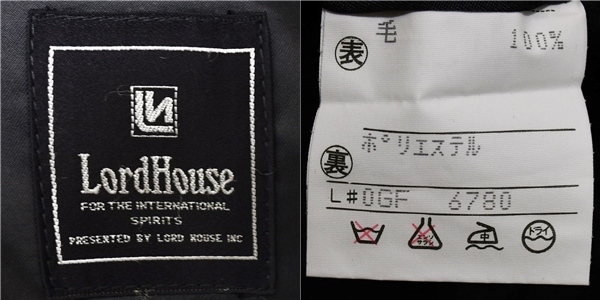 LORDHOUSE
FOR THE INTERNATIONAL
SPIRITS
PRESENTED BY LORD HOUSE INC
表 毛 100%
裏 ポリエステル
L# 0GF 6780
中 ドライ